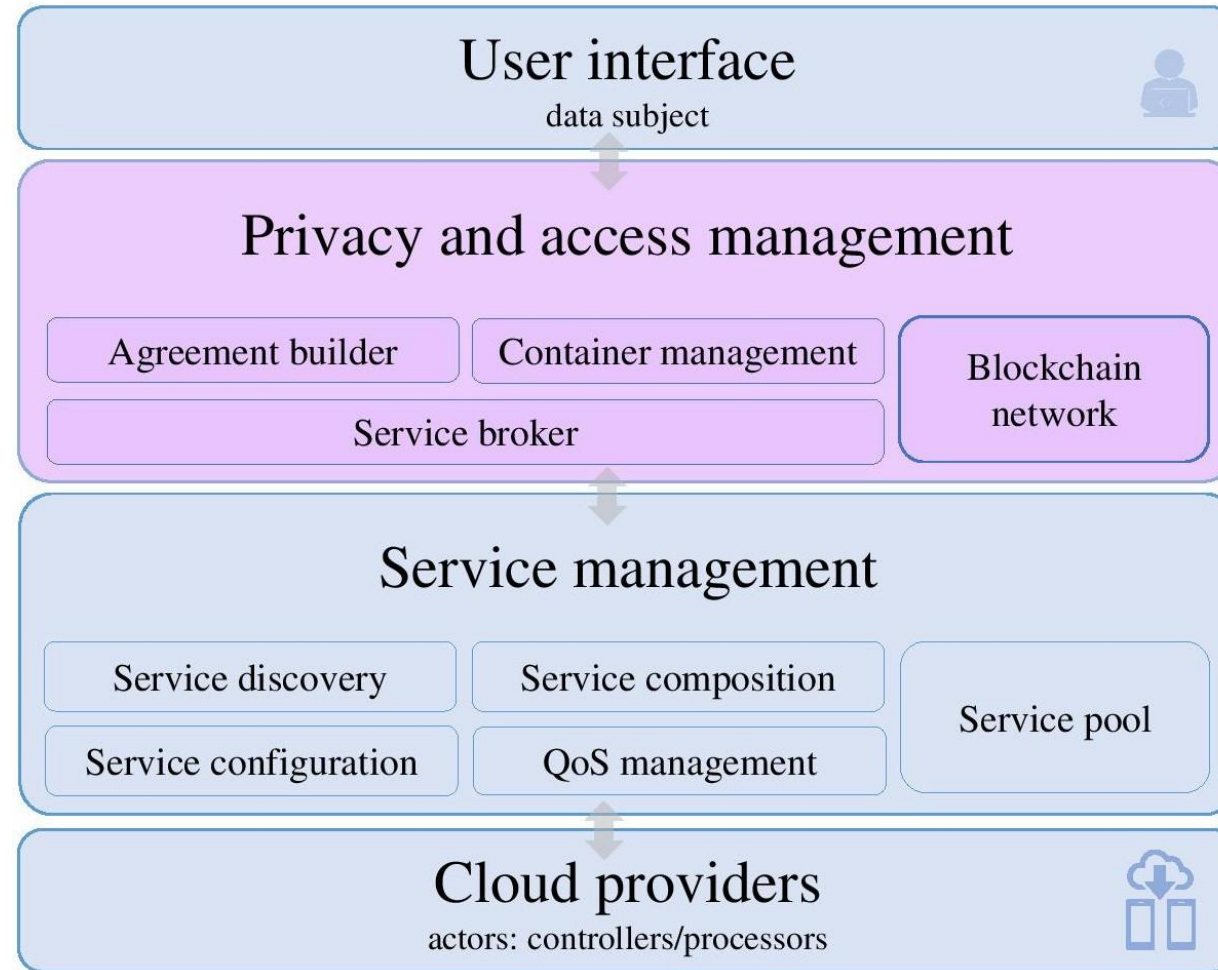 User interface
data subject
Privacy and access management
Agreement builder
Container management
Service broker
Blockchain
network
Service management
Service discovery
Service composition
Service configuration
QoS management
Service pool
Cloud providers
actors: controllers/processors